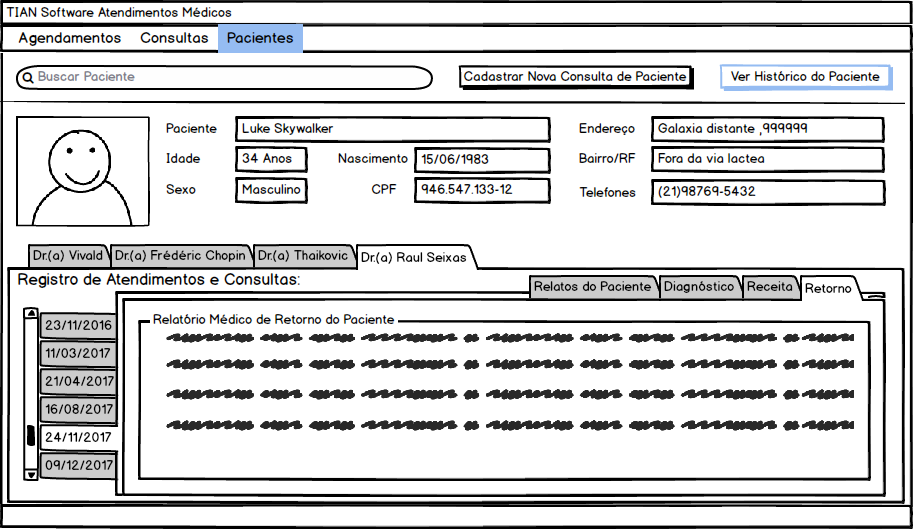 TIAN Software Atendimentos Médicos
Agendamentos Consultas Pacientes
Buscar Paciente Cadastrar Nova Consulta de Paciente Ver Histórico do Paciente
Paciente Luke Skywalker Endereço Galaxia distante ,999999
Idade 34 Anos Nascimento 15/06/1983 Bairro/RF Fora da via lactea
Sexo Masculino CPF 946.547.133-12 Telefones (21)98769-5432
Dr.(a) Vivald Dr.(a) Frédéric Chopin Dr.(a) Thaikovic Dr.(a) Raul Seixas
Registro de Atendimentos e Consultas:
Relatos do Paciente Diagnóstico Receita Retorno
Relatório Médico de Retorno do Paciente
23/11/2016
11/03/2017
21/04/2017
16/08/2017
24/11/2017
09/12/2017